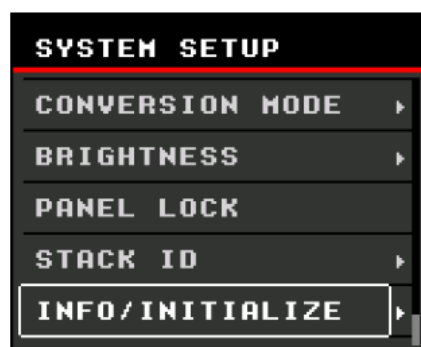 SYSTEM SETUP
CONVERSION MODE
BRIGHTNESS
PANEL LOCK
STACK ID
INFO/INITIALIZE